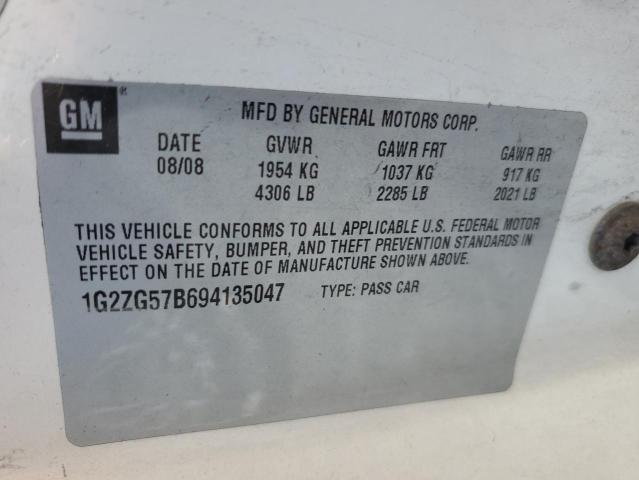 GM ®
MFD BY GENERAL MOTORS CORP.
DATE GVWR GAWR FRT GAWR RR
08/08 1954 KG 1037 KG 917 KG
4306 LB 2285 LB 2021 LB
THIS VEHICLE CONFORMS TO ALL APPLICABLE U.S. FEDERAL MOTOR
VEHICLE SAFETY, BUMPER, AND THEFT PREVENTION STANDARDS IN
EFFECT ON THE DATE OF MANUFACTURE SHOWN ABOVE.
1G2ZG57B694135047 TYPE: PASS CAR